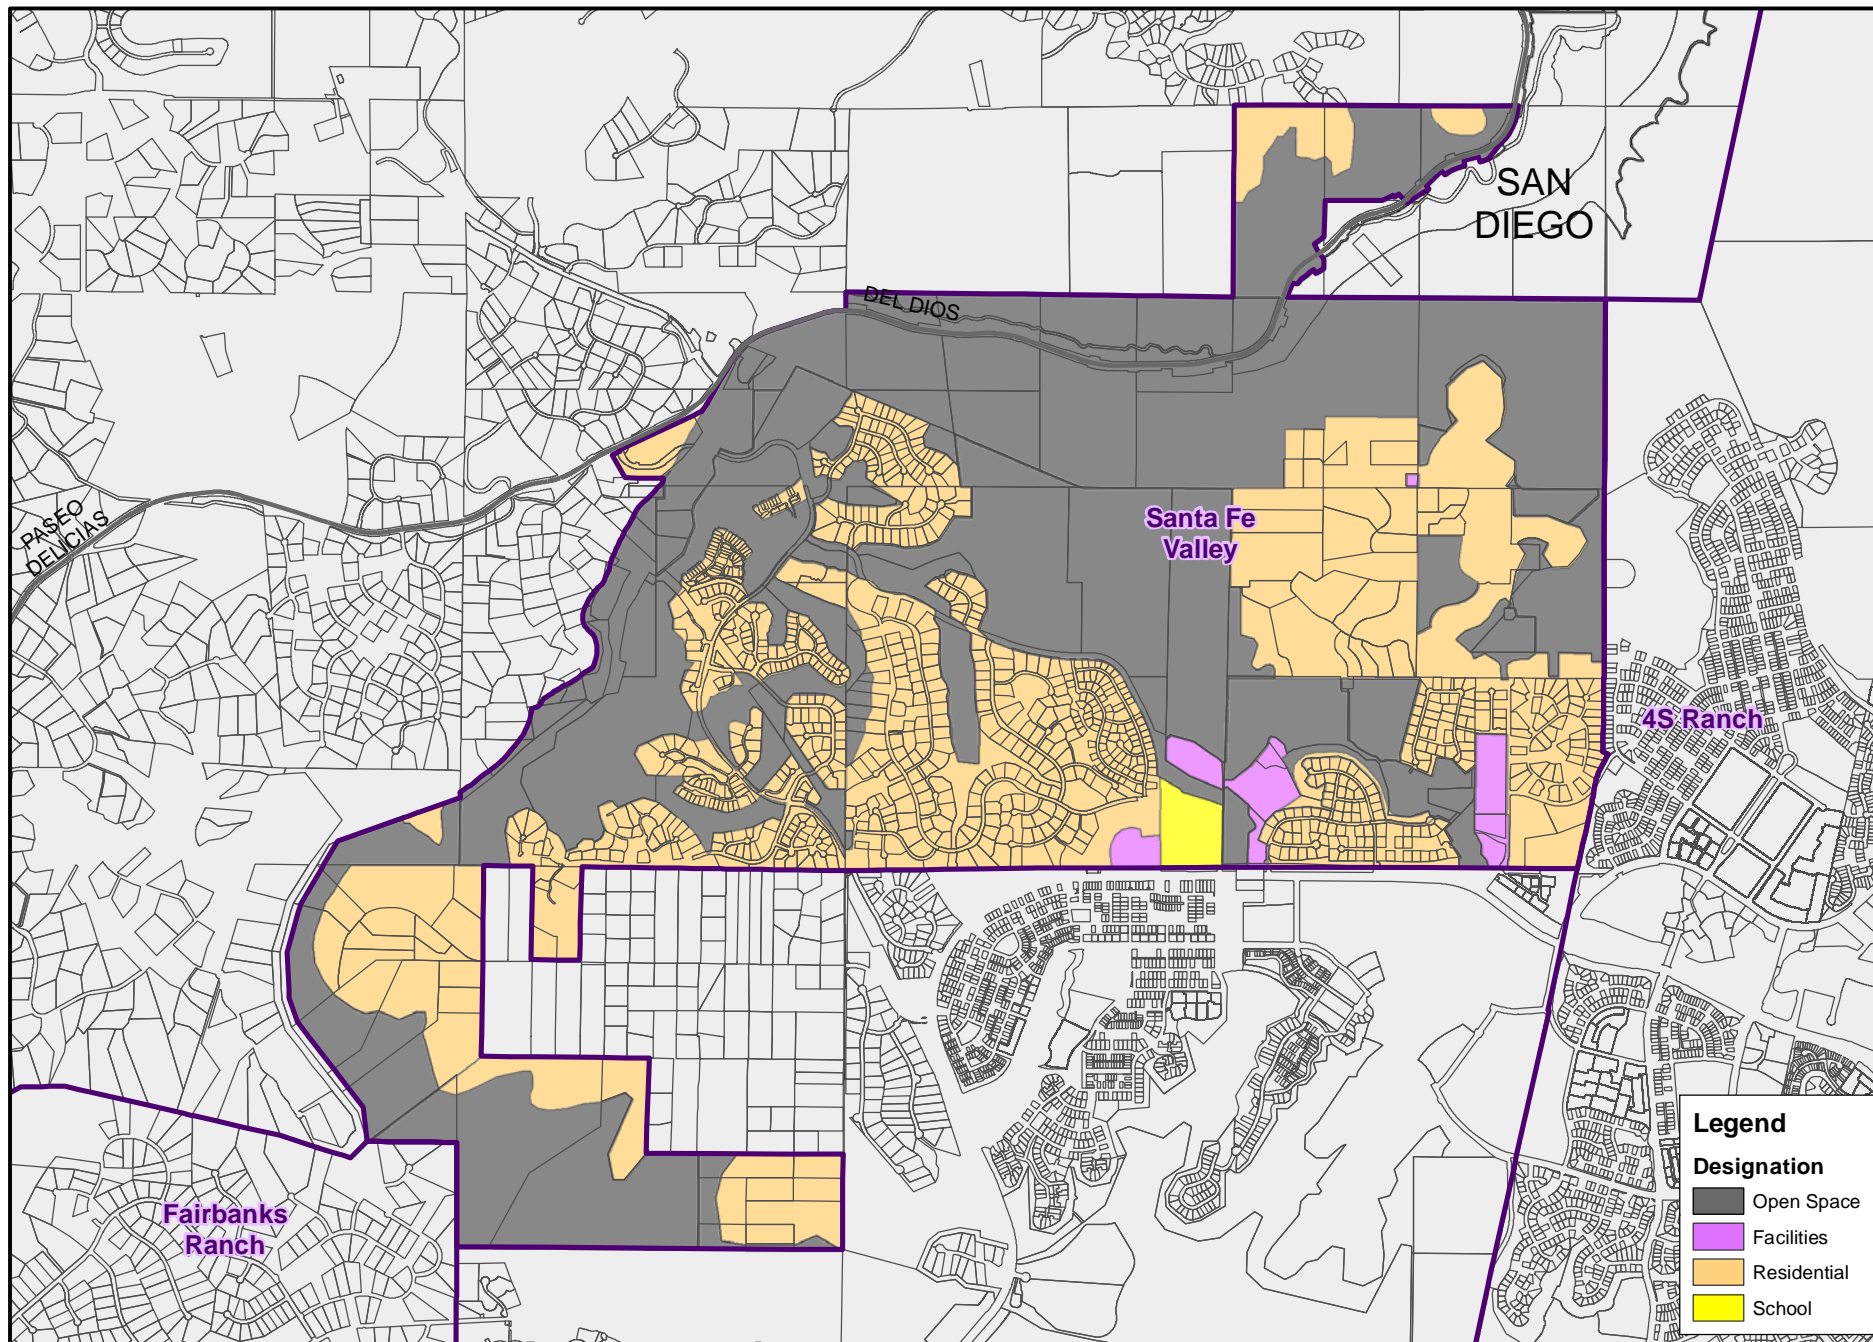 SAN
DIEGO
DEL DIOS
PASEO
DELICIAS
Santa Fe
Valley
4S Ranch
Fairbanks
Ranch
Legend
Designation
Open Space
Facilities
Residential
School